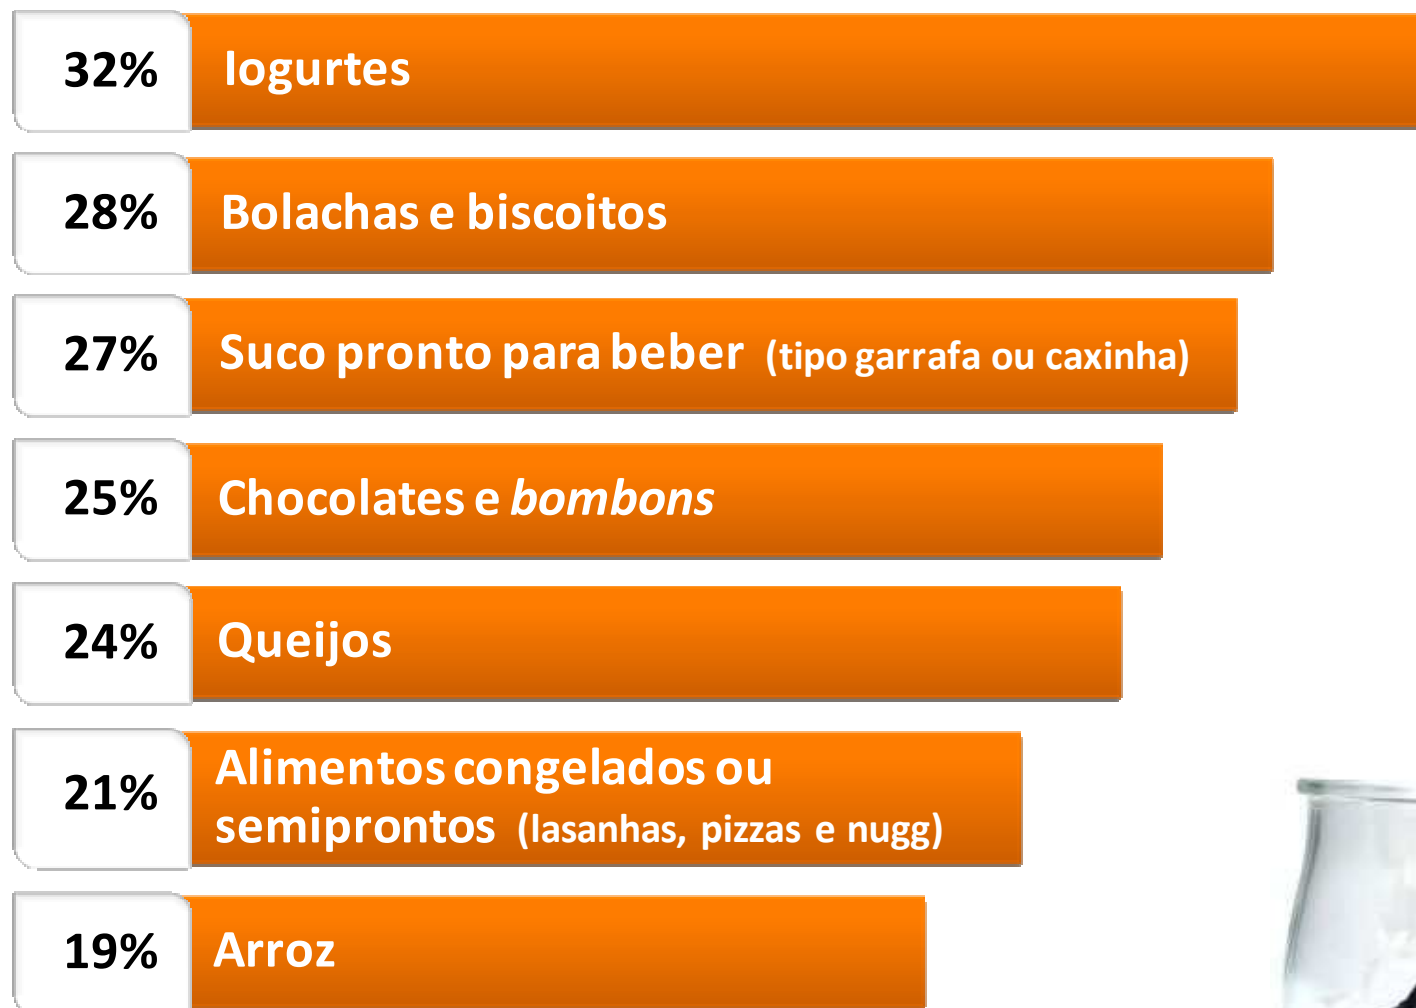 32% Iogurtes
28% Bolachas e biscoitos
27% Suco pronto para beber (tipo garrafa ou caxinha)
25% Chocolates e bombons
24% Queijos
21% Alimentos congelados ou
semiprontos (lasanhas, pizzas e nugg)
19% Arroz